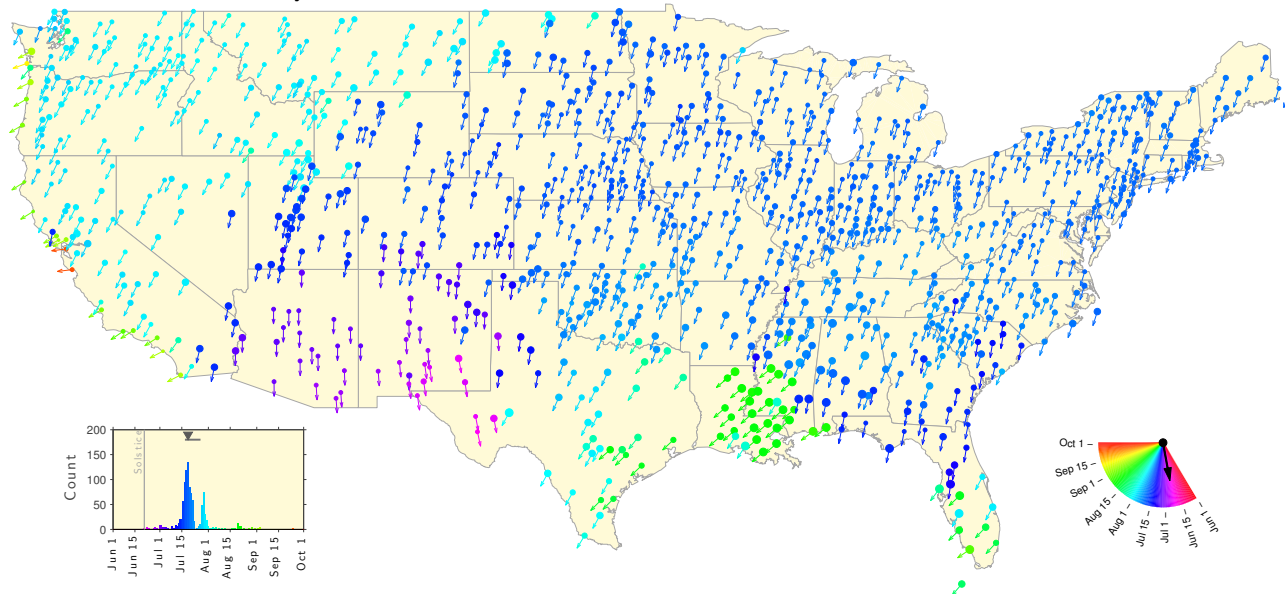 200
150
100
50
0
Count
Solstice
Jun 1
Jun 15
Jul 1
Jul 15
Aug 1
Aug 15
Sep 1
Sep 15
Oct 1
Oct 1
Sep 15
Sep 1
Aug 15
Aug 1
Jul 15
Jul 1
Jun 15
Jun 1